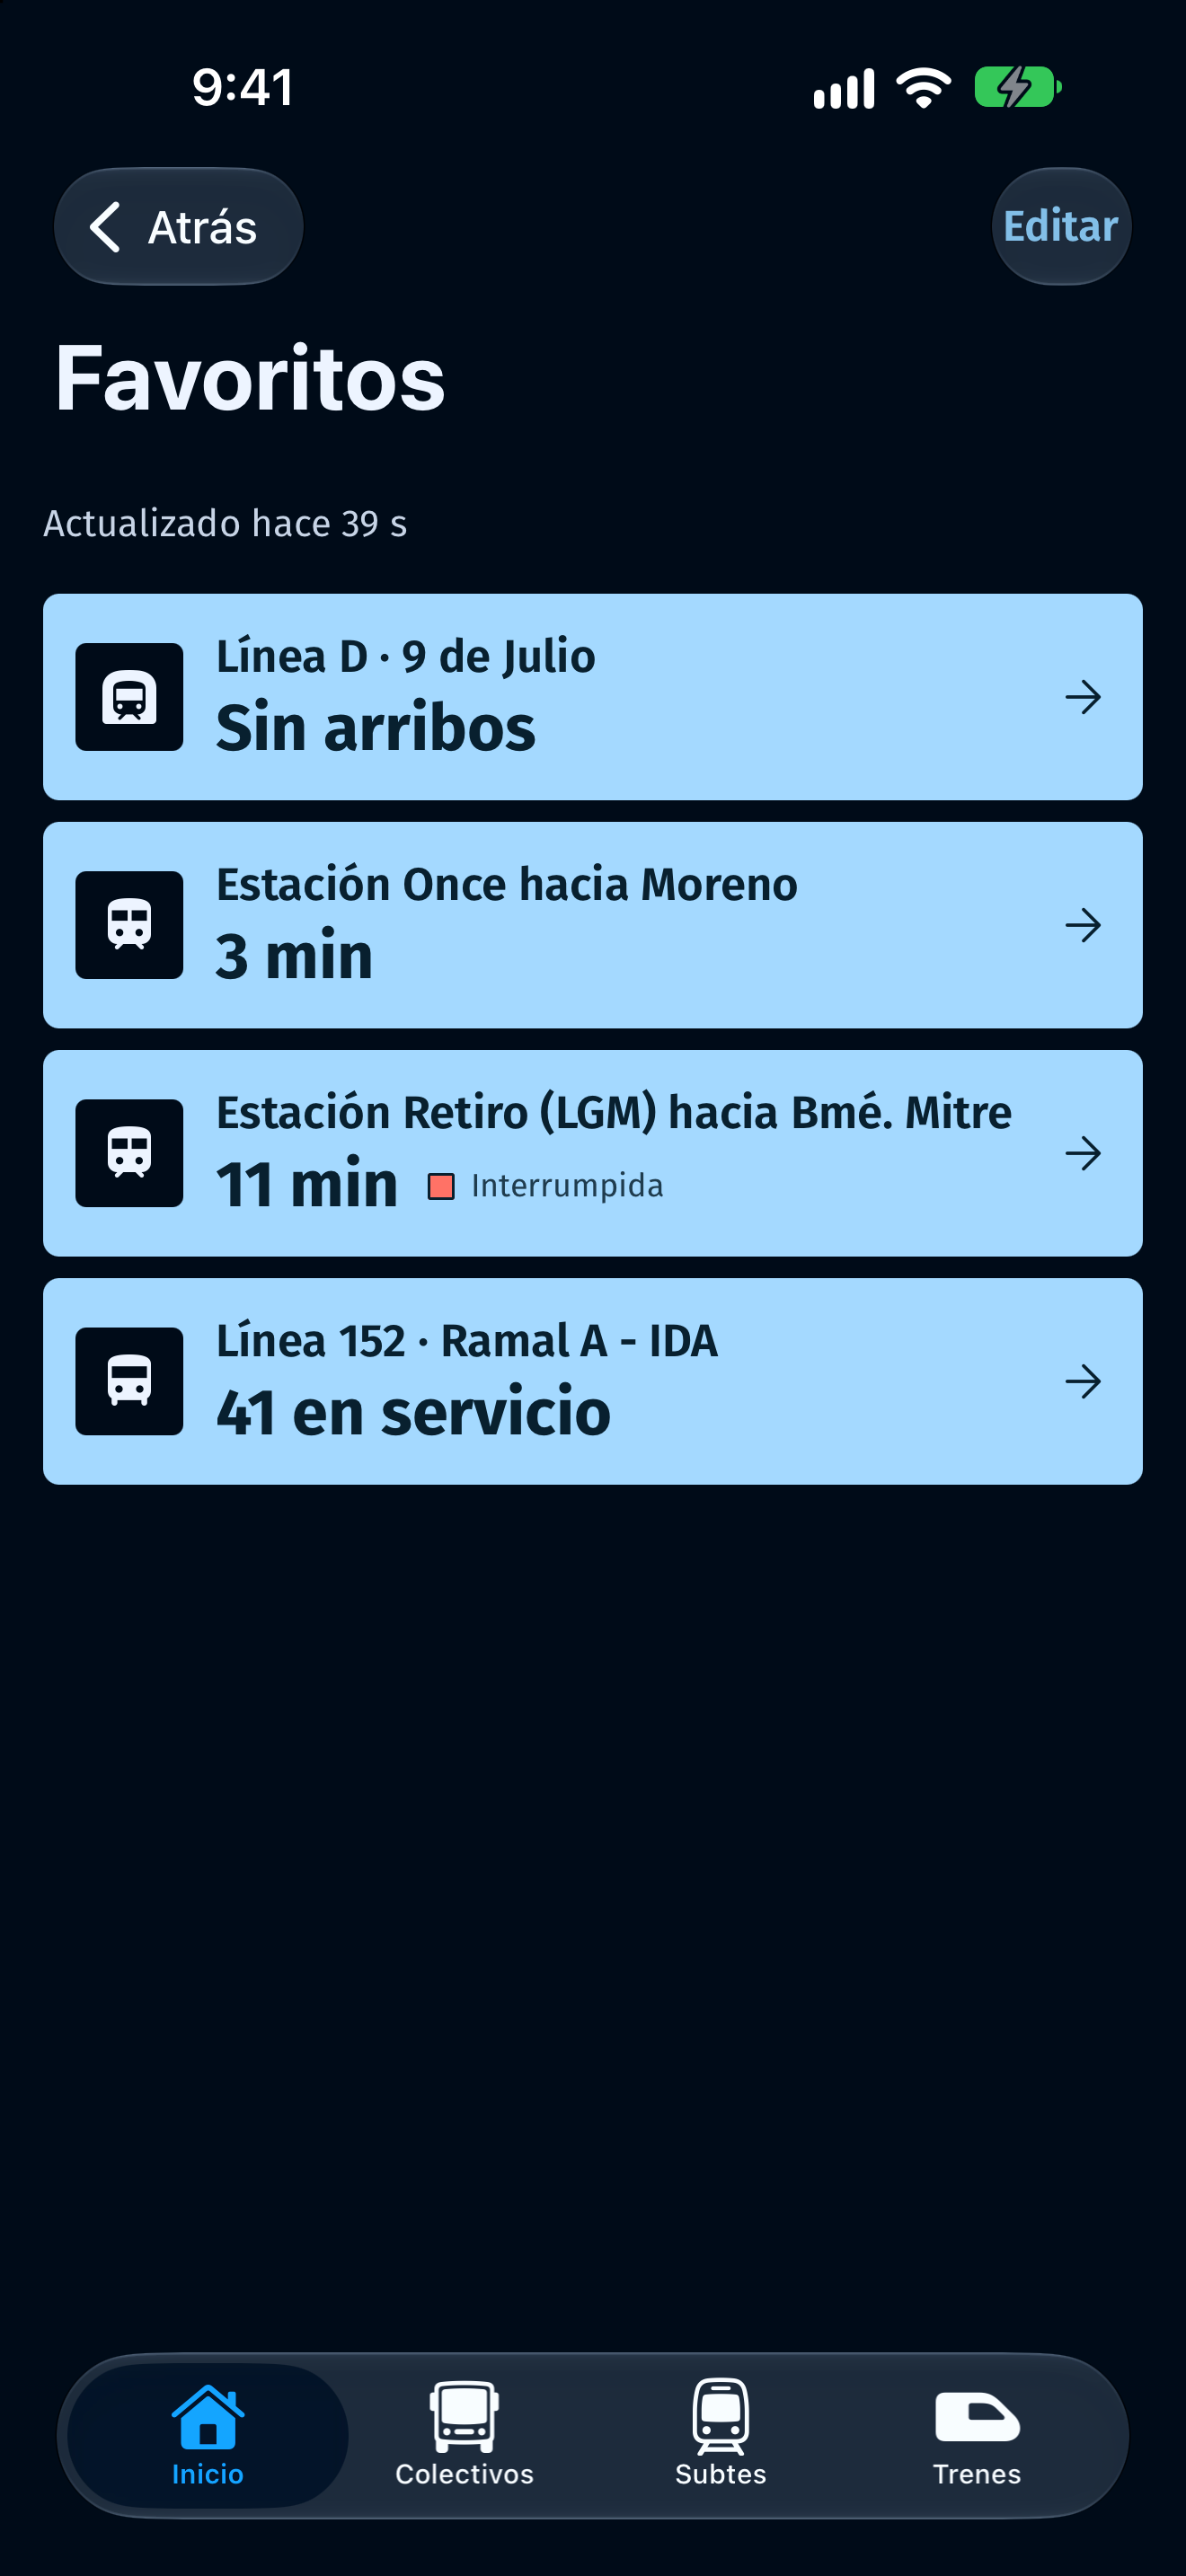 9:41
Atrás
Editar
Favoritos
Actualizado hace 39 s
Línea D · 9 de Julio
Sin arribos
Estación Once hacia Moreno
3 min
Estación Retiro (LGM) hacia Bmé. Mitre
11 min Interrumpida
Línea 152 · Ramal A - IDA
41 en servicio
Inicio Colectivos Subtes Trenes